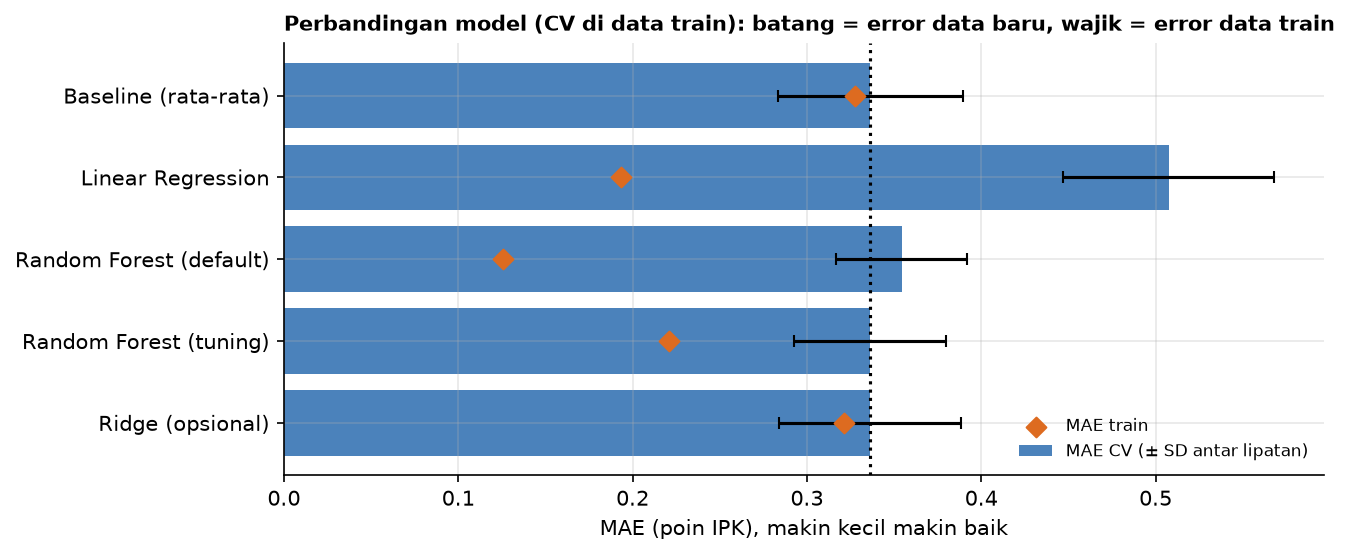 Perbandingan model (CV di data train): batang = error data baru, wajik = error data train
Baseline (rata-rata)
Linear Regression
Random Forest (default)
Random Forest (tuning)
Ridge (opsional)
MAE train
MAE CV (± SD antar lipatan)
0.0 0.1 0.2 0.3 0.4 0.5
MAE (poin IPK), makin kecil makin baik